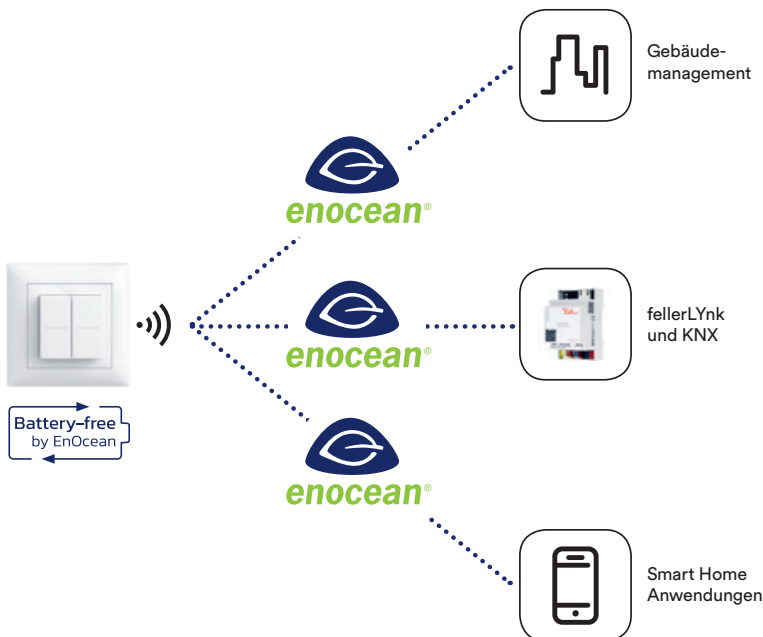 Gebäude-
management
enocean®
enocean®
fellerLYnk
und KNX
Battery-free
by EnOcean
enocean®
Smart Home
Anwendungen